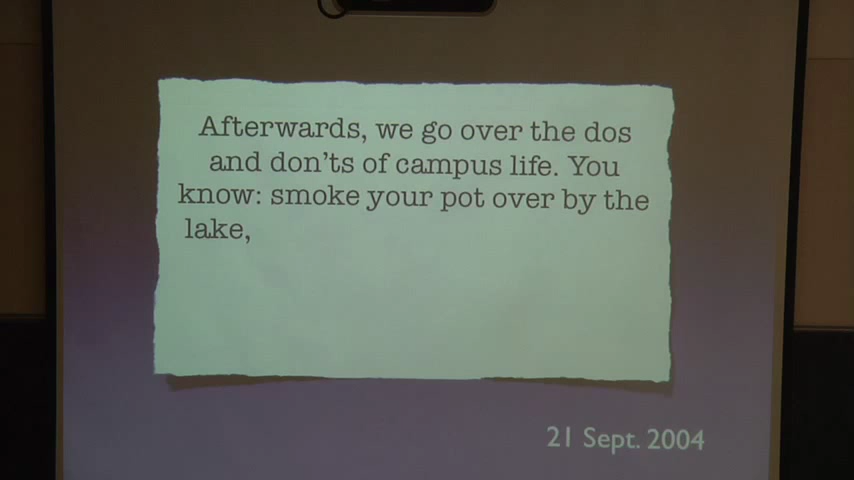 Afterwards, we go over the dos
and don'ts of campus life. You
know: smoke your pot over by the
lake,
21 Sept. 2004